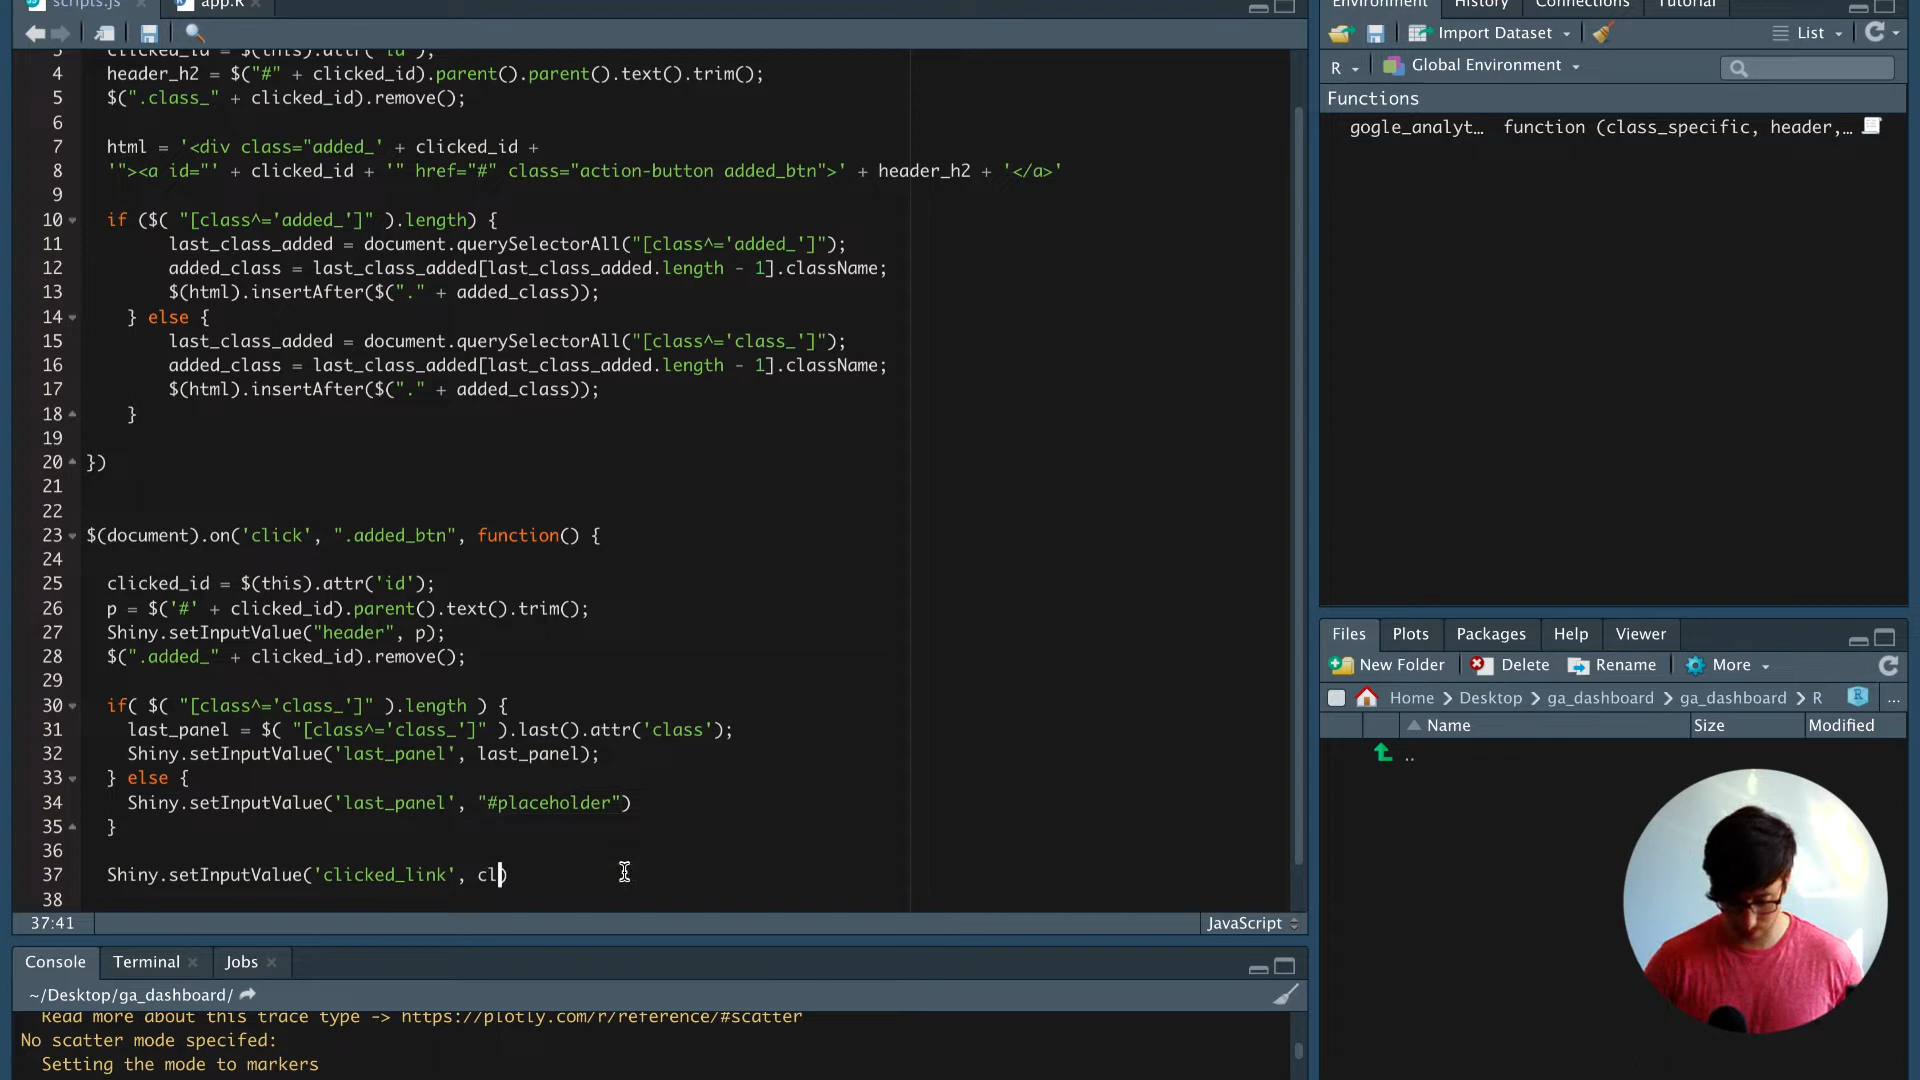 scripts.js
app.R
Environment History Connections Tutorial
Import Dataset List
R Global Environment
Functions
gogle_analyt… function (class_specific, header,…
3 clicked_id = $(this).attr('id');
4 header_h2 = $("#" + clicked_id).parent().parent().text().trim();
5 $(".class_" + clicked_id).remove();
6
7 html = '<div class="added_' + clicked_id +
8 '"><a id="' + clicked_id + '" href="#" class="action-button added_btn">' + header_h2 + '</a>'
9
10 if ($( "[class^='added_']" ).length) {
11 last_class_added = document.querySelectorAll("[class^='added_']");
12 added_class = last_class_added[last_class_added.length - 1].className;
13 $(html).insertAfter($("." + added_class));
14 } else {
15 last_class_added = document.querySelectorAll("[class^='class_']");
16 added_class = last_class_added[last_class_added.length - 1].className;
17 $(html).insertAfter($("." + added_class));
18 }
19
20 })
21
22
23 $(document).on('click', ".added_btn", function() {
24
25 clicked_id = $(this).attr('id');
26 p = $('#' + clicked_id).parent().text().trim();
27 Shiny.setInputValue("header", p);
28 $(".added_" + clicked_id).remove();
29
30 if( $( "[class^='class_']" ).length ) {
31 last_panel = $( "[class^='class_']" ).last().attr('class');
32 Shiny.setInputValue('last_panel', last_panel);
33 } else {
34 Shiny.setInputValue('last_panel', "#placeholder")
35 }
36
37 Shiny.setInputValue('clicked_link', cl)
38
37:41 JavaScript
Files Plots Packages Help Viewer
New Folder Delete Rename More
Home Desktop ga_dashboard ga_dashboard R ...
Name Size Modified
..
Console Terminal Jobs
~/Desktop/ga_dashboard/
Read more about this trace type -> https://plotly.com/r/reference/#scatter
No scatter mode specifed:
Setting the mode to markers